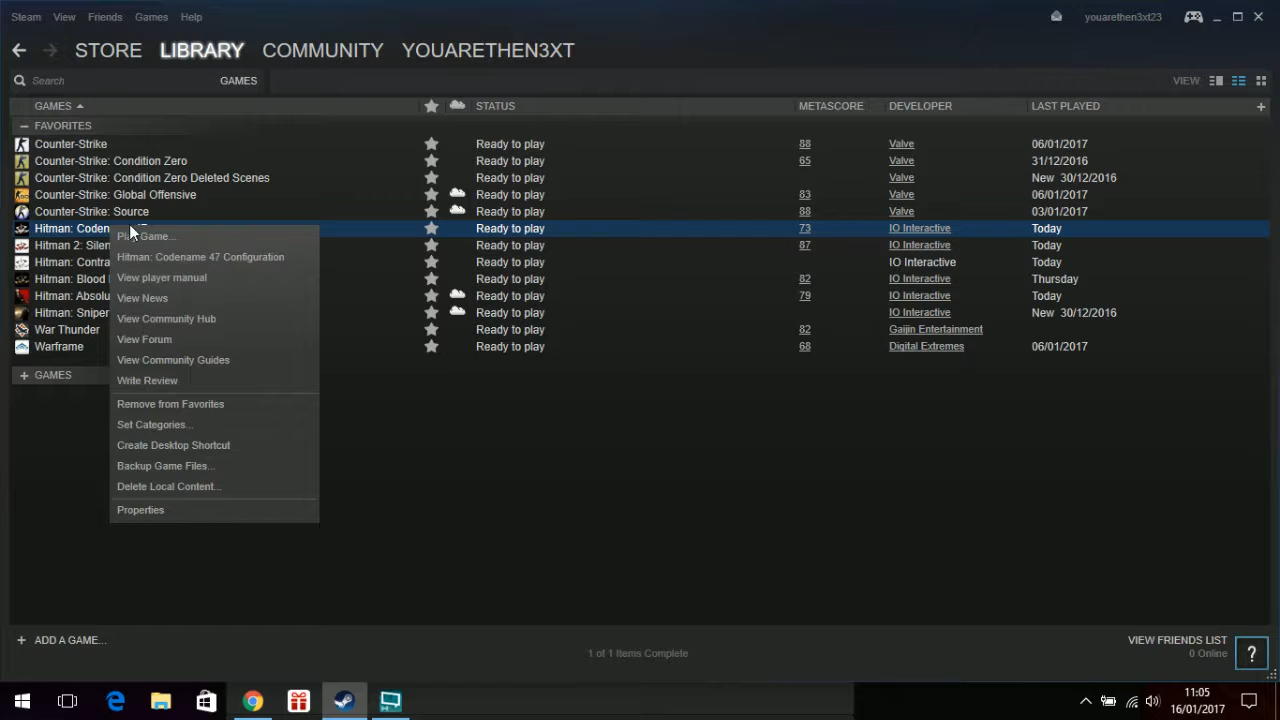 Steam View Friends Games Help youarethen3xt23
STORE LIBRARY COMMUNITY YOUARETHEN3XT
Search GAMES VIEW
GAMES STATUS METASCORE DEVELOPER LAST PLAYED +
– FAVORITES
Counter-Strike Ready to play 88 Valve 06/01/2017
Counter-Strike: Condition Zero Ready to play 65 Valve 31/12/2016
Counter-Strike: Condition Zero Deleted Scenes Ready to play Valve New 30/12/2016
Counter-Strike: Global Offensive Ready to play 83 Valve 06/01/2017
Counter-Strike: Source Ready to play 88 Valve 03/01/2017
Hitman: Ready to play 73 IO Interactive Today
Hitman 2: Ready to play 87 IO Interactive Today
Hitman: Ready to play IO Interactive Today
Hitman: Blood Ready to play 82 IO Interactive Thursday
Hitman: Ready to play 79 IO Interactive Today
Hitman: Sniper Ready to play IO Interactive New 30/12/2016
War Thunder Ready to play 82 Gaijin Entertainment
Warframe Ready to play 68 Digital Extremes 06/01/2017
+ GAMES
Play Game...
Hitman: Codename 47 Configuration
View player manual
View News
View Community Hub
View Forum
View Community Guides
Write Review
Remove from Favorites
Set Categories...
Create Desktop Shortcut
Backup Game Files...
Delete Local Content...
Properties
+ ADD A GAME...
1 of 1 Items Complete
VIEW FRIENDS LIST
0 Online
?
11:05
16/01/2017